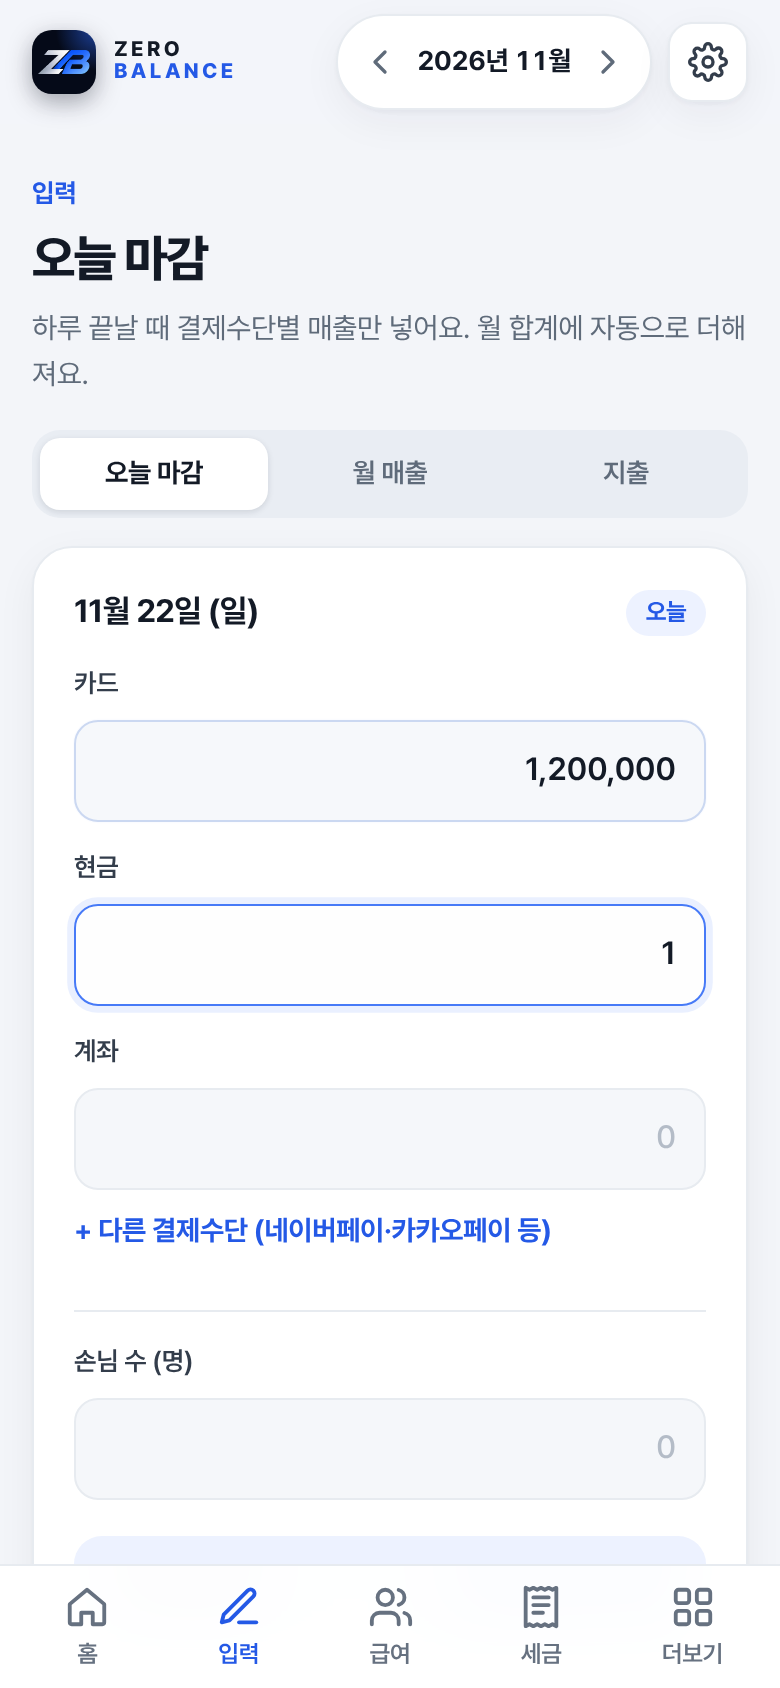 ZB
ZERO
BALANCE
2026년 11월
입력
오늘 마감
하루 끝날 때 결제수단별 매출만 넣어요. 월 합계에 자동으로 더해
져요.
오늘 마감
월 매출
지출
11월 22일 (일)
오늘
카드
1,200,000
현금
1
계좌
0
+ 다른 결제수단 (네이버페이·카카오페이 등)
손님 수 (명)
0
홈
입력
급여
세금
더보기